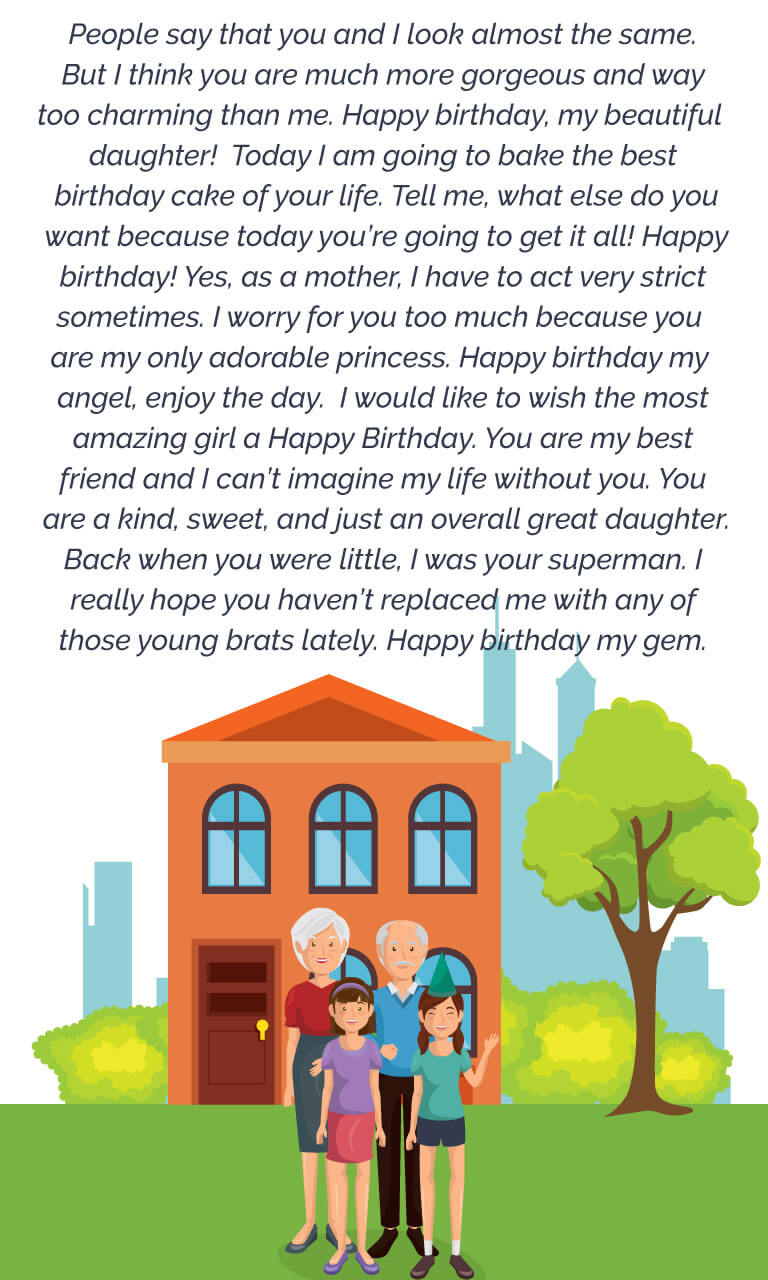 People say that you and I look almost the same.
But I think you are much more gorgeous and way
too charming than me. Happy birthday, my beautiful
daughter!  Today I am going to bake the best
birthday cake of your life. Tell me, what else do you
want because today you’re going to get it all! Happy
birthday! Yes, as a mother, I have to act very strict
sometimes. I worry for you too much because you
are my only adorable princess. Happy birthday my
angel, enjoy the day.  I would like to wish the most
amazing girl a Happy Birthday. You are my best
friend and I can’t imagine my life without you. You
are a kind, sweet, and just an overall great daughter.
Back when you were little, I was your superman. I
really hope you haven’t replaced me with any of
those young brats lately. Happy birthday my gem.